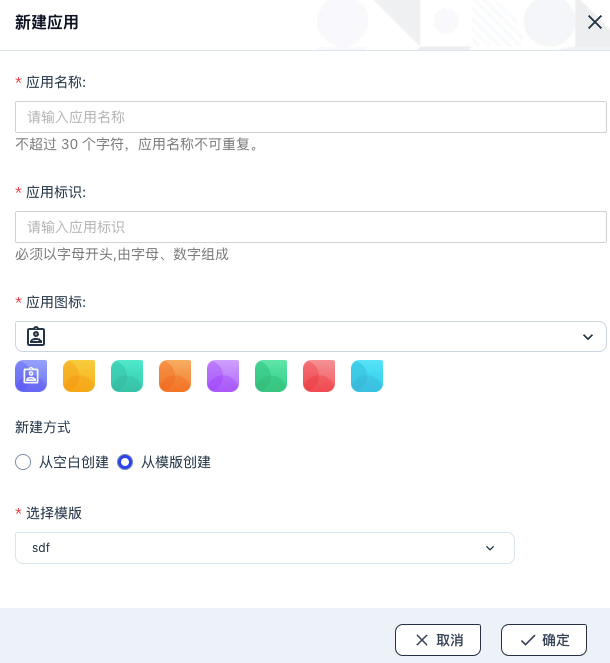 新建应用
* 应用名称:
请输入应用名称
不超过 30 个字符，应用名称不可重复。
* 应用标识:
请输入应用标识
必须以字母开头,由字母、数字组成
* 应用图标:
新建方式
从空白创建 从模版创建
* 选择模版
sdf
取消 确定